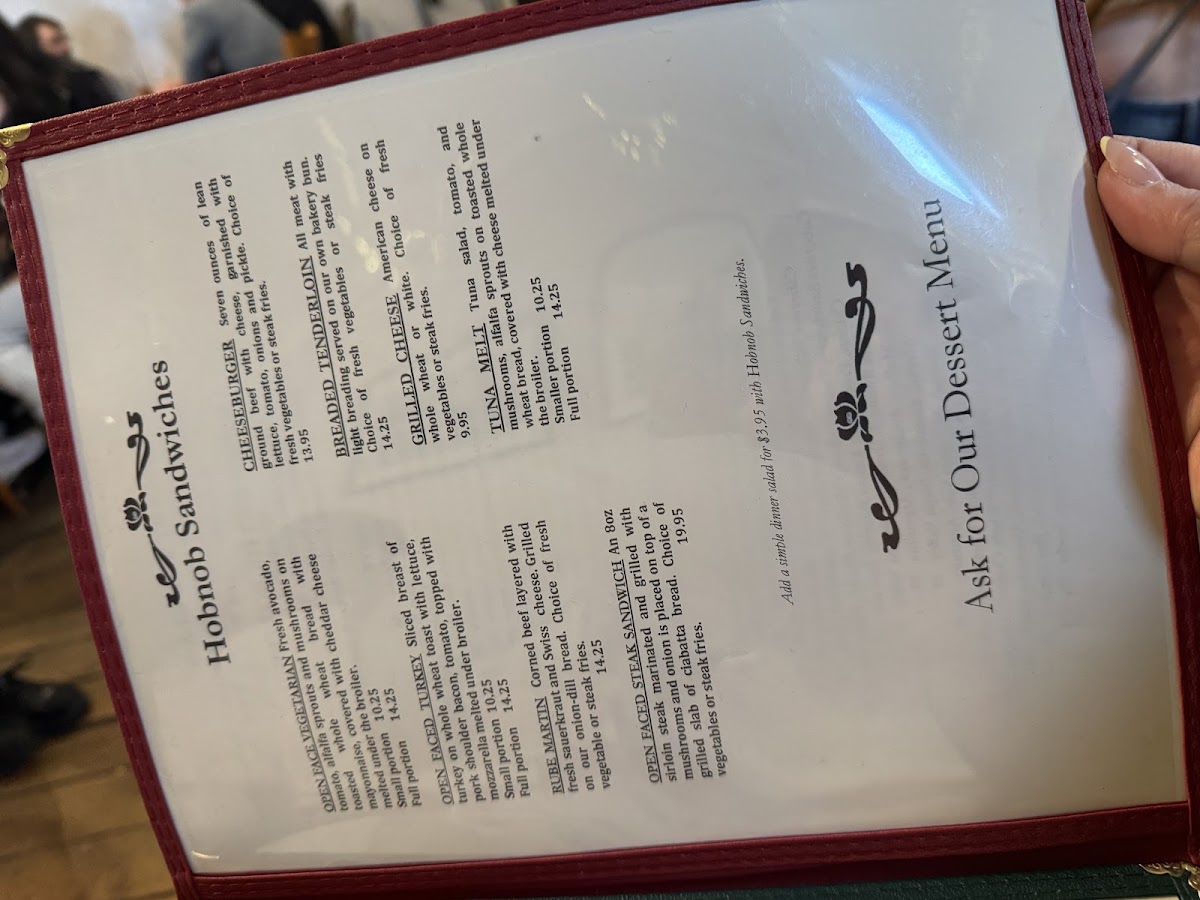 Hobnob Sandwiches
OPEN FACE VEGETARIAN Fresh avocado,
tomato, alfalfa sprouts and mushrooms on
toasted, whole wheat bread with
mayonnaise, covered with cheddar cheese
melted under the broiler.
Small portion 10.25
Full portion 14.25
OPEN FACED TURKEY Sliced breast of
turkey on whole wheat toast with lettuce,
pork shoulder bacon, tomato, topped with
mozzarella melted under broiler.
Small portion 10.25
Full portion 14.25
RUBE MARTIN Corned beef layered with
fresh sauerkraut and Swiss cheese. Grilled
on our onion-dill bread. Choice of fresh
vegetable or steak fries.
14.25
OPEN FACED STEAK SANDWICH An 8oz
sirloin steak marinated and grilled with
mushrooms and onion is placed on top of a
grilled slab of ciabatta bread. Choice of
vegetables or steak fries. 19.95
CHEESEBURGER Seven ounces of lean
ground beef with cheese, garnished with
lettuce, tomato, onions and pickle. Choice of
fresh vegetables or steak fries.
13.95
BREADED TENDERLOIN All meat with
light breading served on our own bakery bun.
Choice of fresh vegetables or steak fries
14.25
GRILLED CHEESE American cheese on
whole wheat or white. Choice of fresh
vegetables or steak fries.
9.95
TUNA MELT Tuna salad, tomato, and
mushrooms, alfalfa sprouts on toasted whole
wheat bread, covered with cheese melted under
the broiler.
Smaller portion 10.25
Full portion 14.25
Add a simple dinner salad for $3.95 with Hobnob Sandwiches.
Ask for Our Dessert Menu